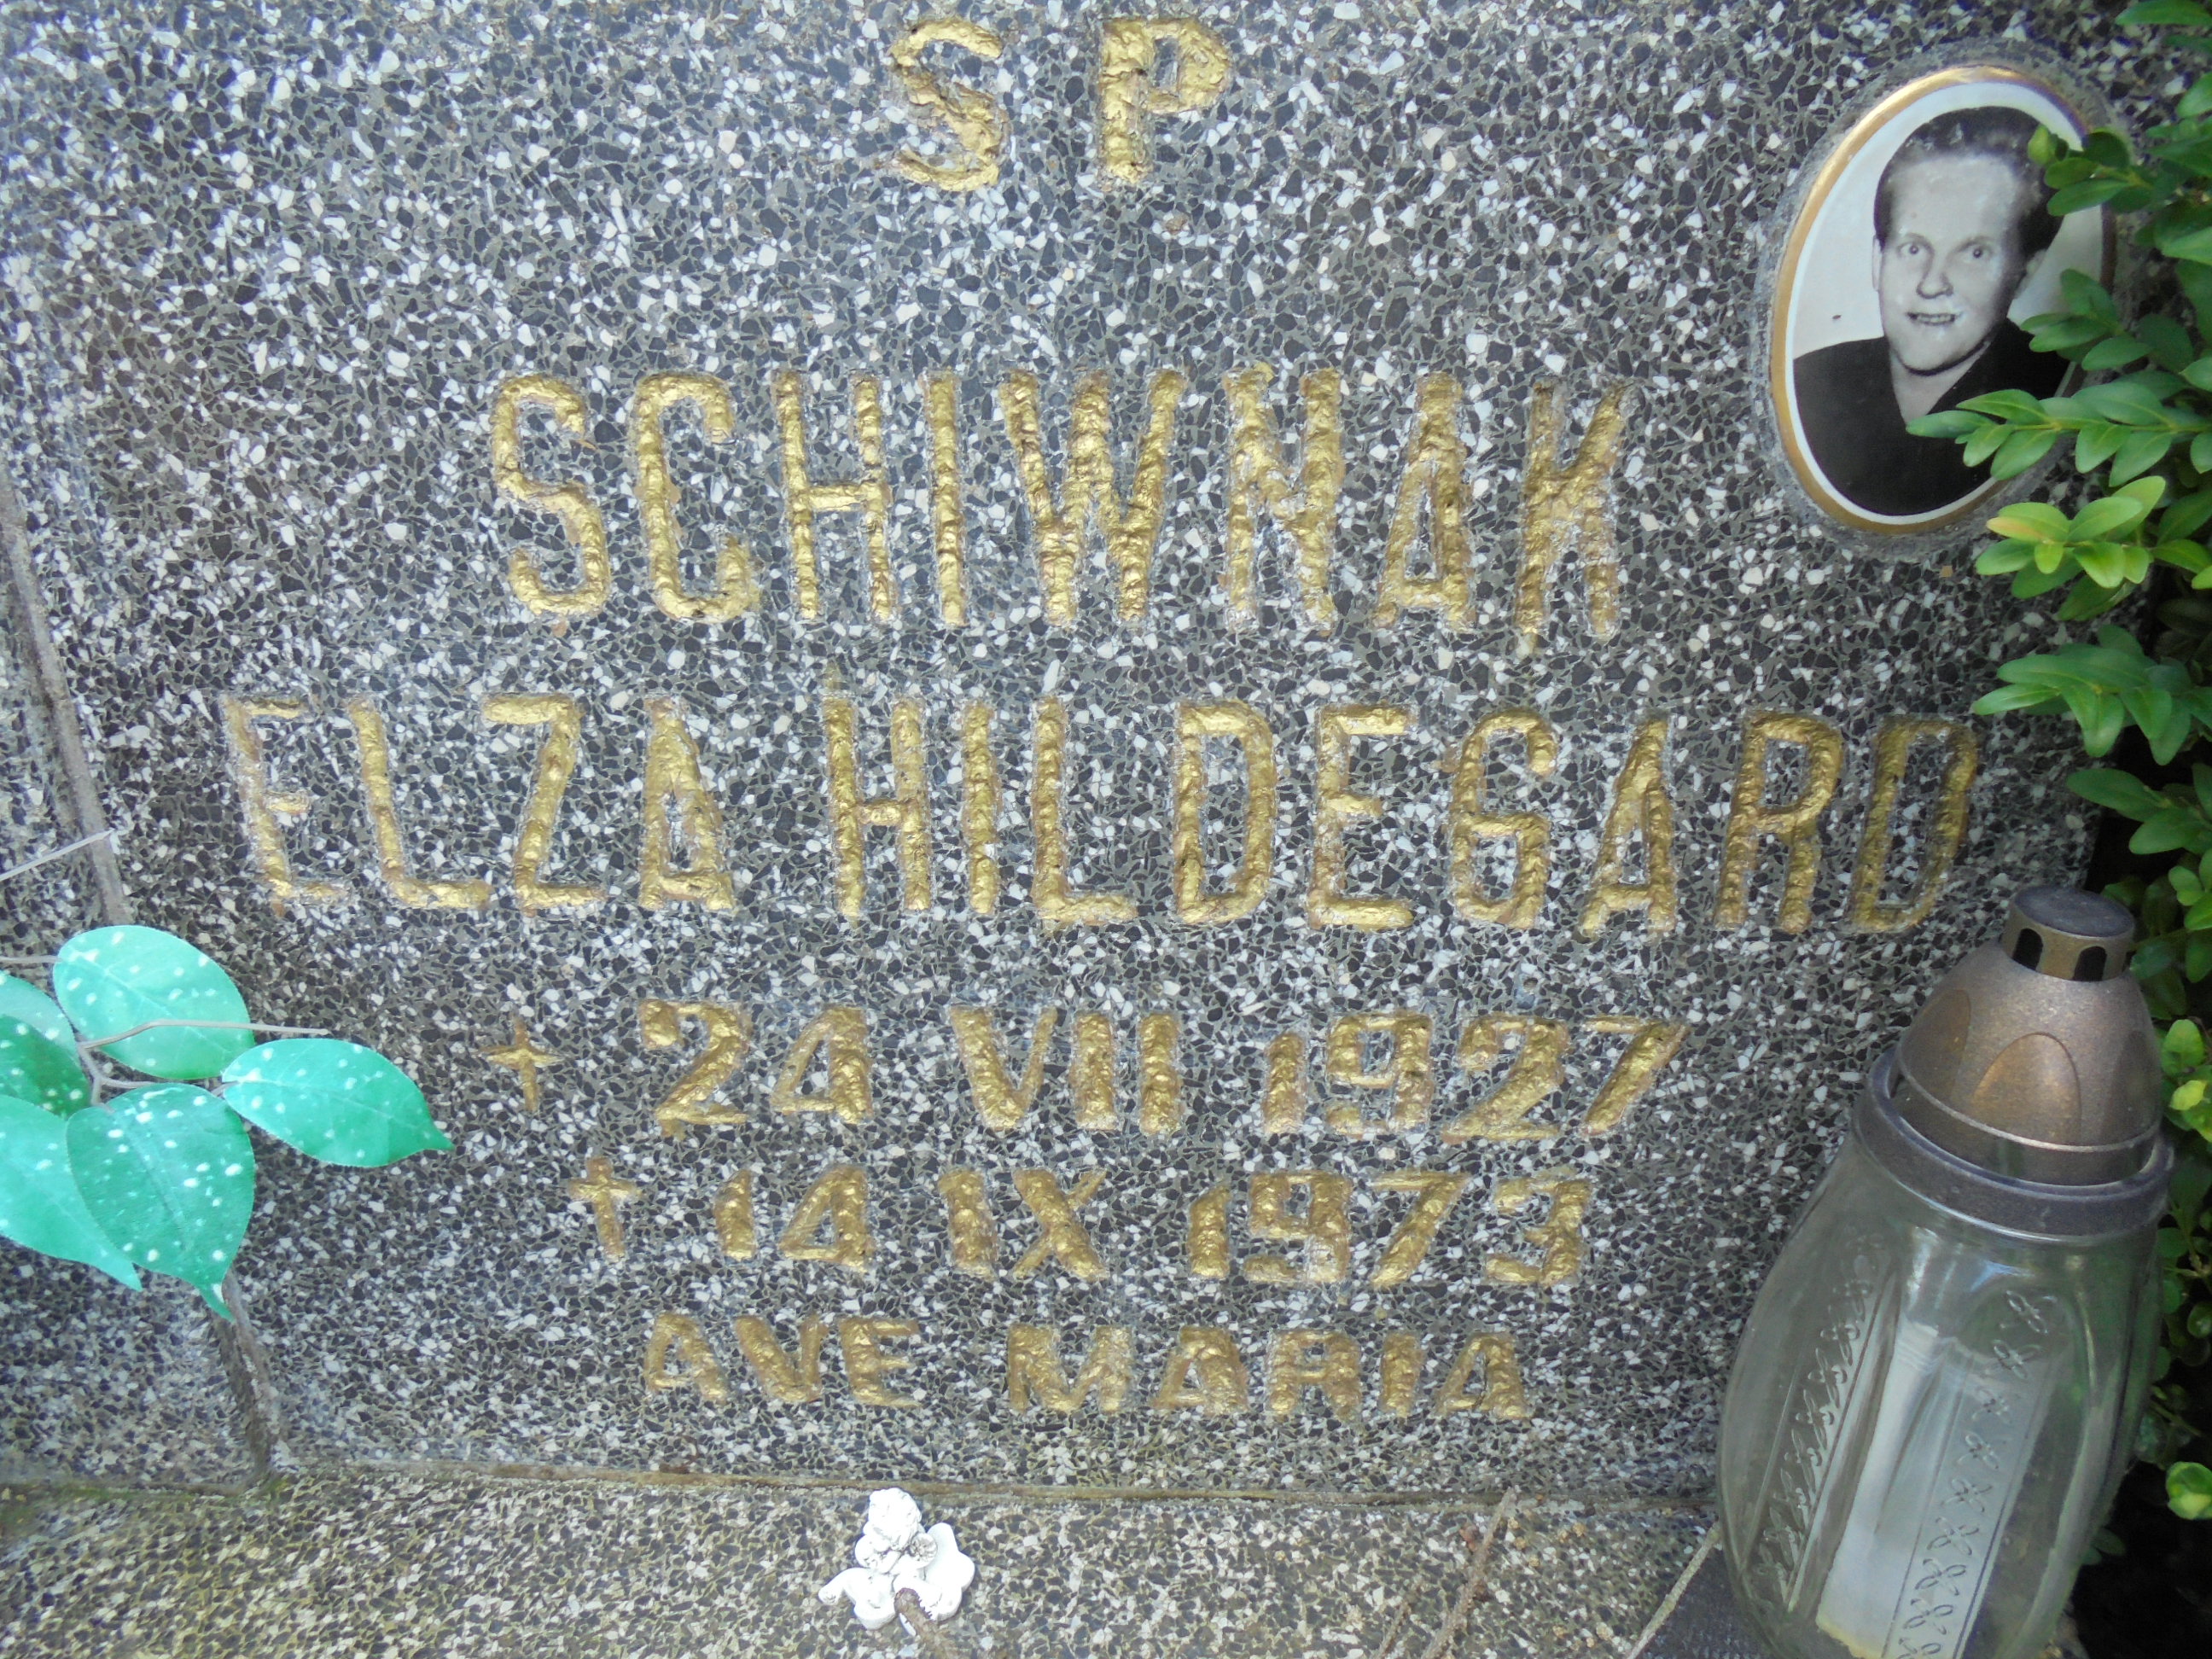 SP
SCHIWNAK
ELZA HILDEGARD
24 VII 1927
† 14 IX 1973
AVE MARIA